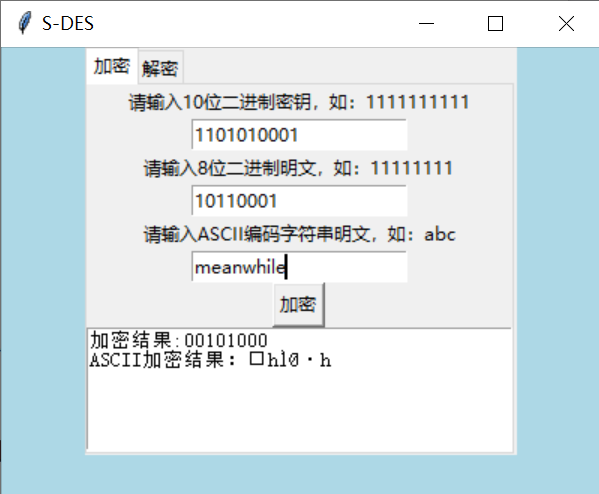 S-DES
加密 解密
请输入10位二进制密钥，如：1111111111
1101010001
请输入8位二进制明文，如：11111111
10110001
请输入ASCII编码字符串明文，如：abc
meanwhile
加密
加密结果:00101000
ASCII加密结果：